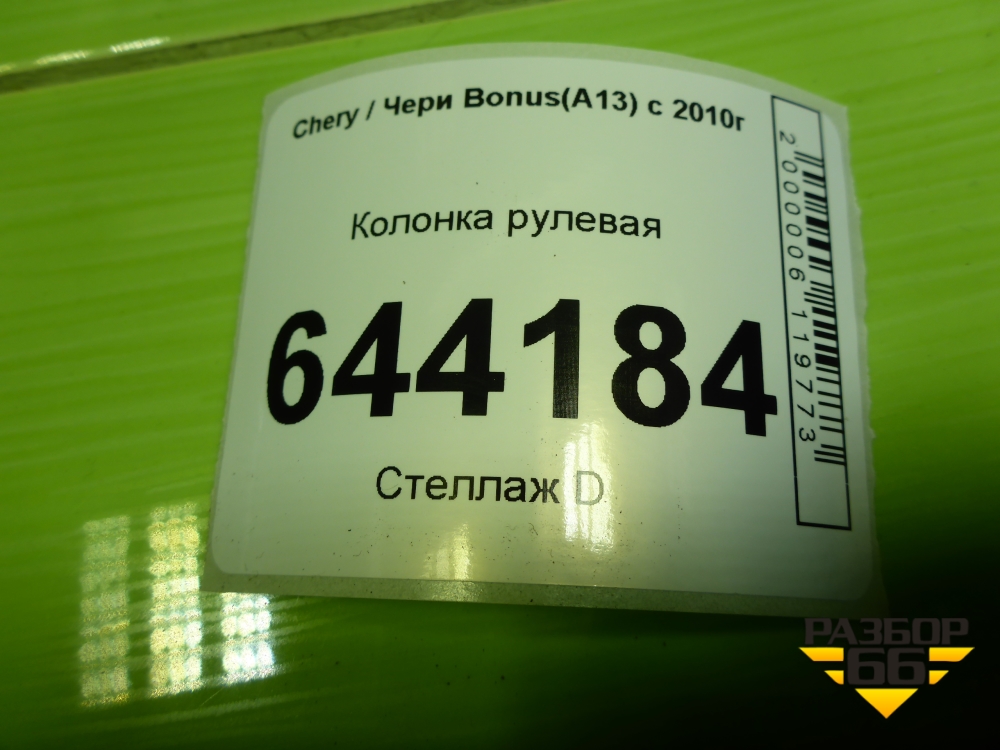 Chery / Чери Bonus(A13) с 2010г
Колонка рулевая
644184
Стеллаж D
2000006119773
РАЗБОР
66